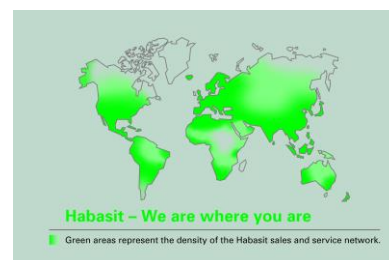 Habasit – We are where you are
Green areas represent the density of the Habasit sales and service network.